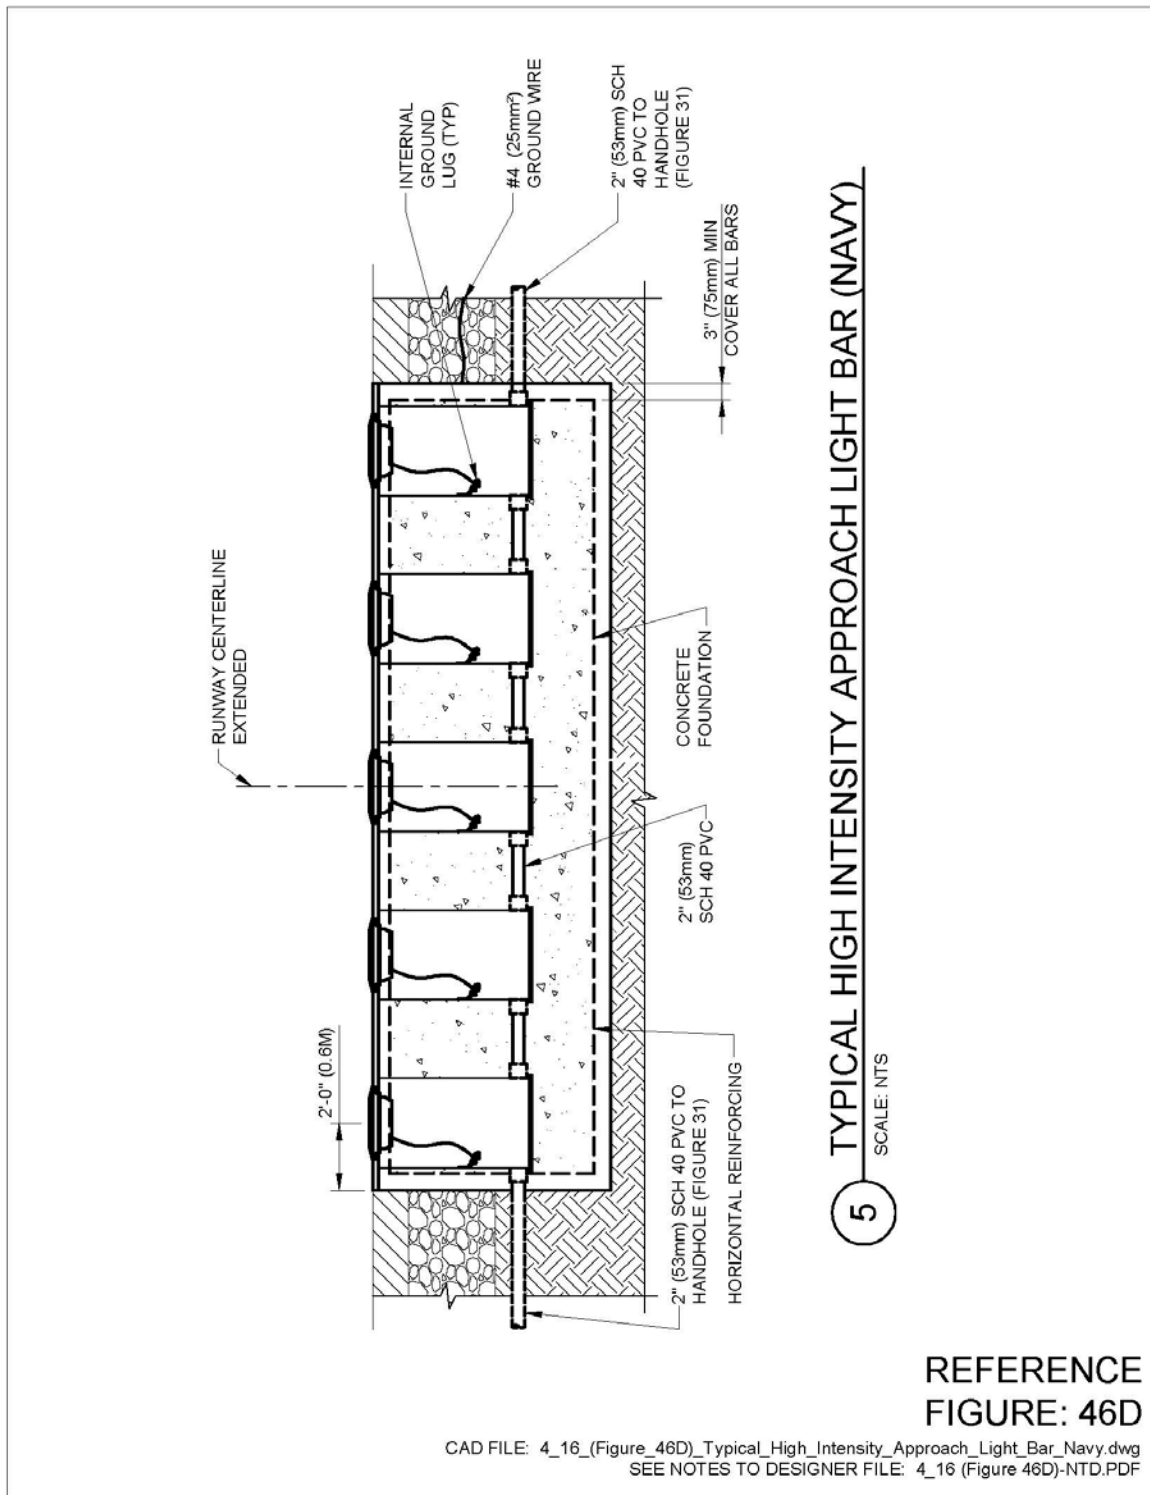 RUNWAY CENTERLINE
EXTENDED
INTERNAL
GROUND
LUG (TYP)
#4 (25mm²)
GROUND WIRE
2" (53mm) SCH
40 PVC TO
HANDHOLE
(FIGURE 31)
2'-0" (0.6M)
3" (75mm) MIN
COVER ALL BARS
2" (53mm) SCH 40 PVC TO
HANDHOLE (FIGURE 31)
HORIZONTAL REINFORCING
2" (53mm)
SCH 40 PVC
CONCRETE
FOUNDATION
5
TYPICAL HIGH INTENSITY APPROACH LIGHT BAR (NAVY)
SCALE: NTS
REFERENCE
FIGURE: 46D
CAD FILE: 4_16_(Figure_46D)_Typical_High_Intensity_Approach_Light_Bar_Navy.dwg
SEE NOTES TO DESIGNER FILE: 4_16 (Figure 46D)-NTD.PDF